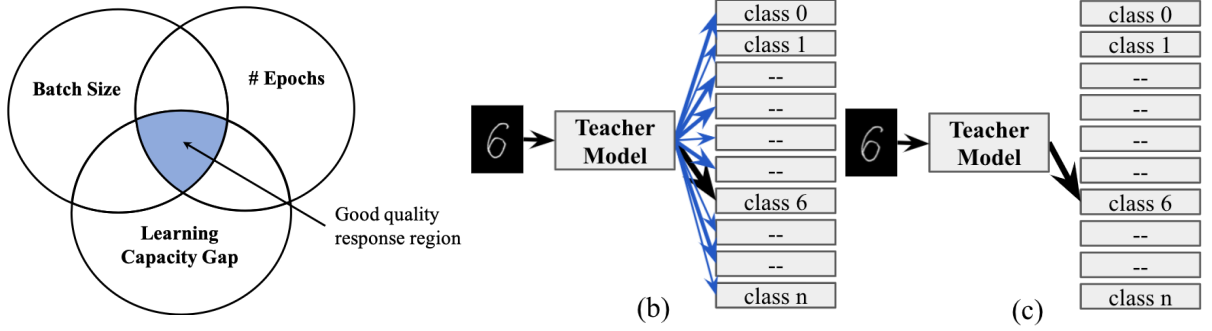 Batch Size
# Epochs
Learning
Capacity Gap
Good quality
response region
6
Teacher
Model
class 0
class 1
--
--
--
--
class 6
--
--
class n
(b)
6
Teacher
Model
class 0
class 1
--
--
--
--
class 6
--
--
class n
(c)